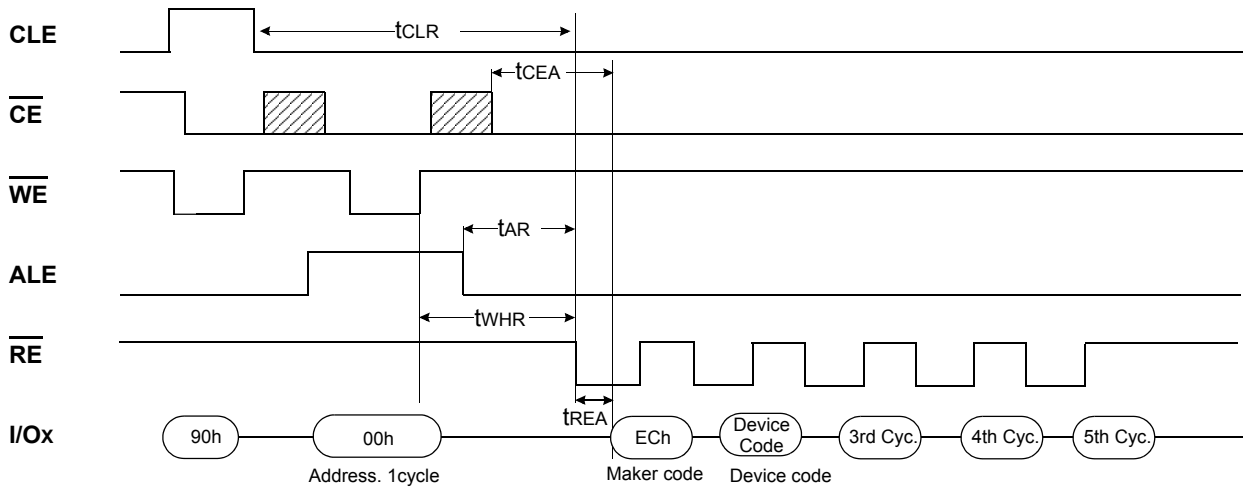 CLE
tCLR
tCEA
CE
WE
tAR
ALE
tWHR
RE
tREA
I/Ox
90h
00h
ECh
Device
Code
3rd Cyc.
4th Cyc.
5th Cyc.
Address. 1cycle
Maker code
Device code